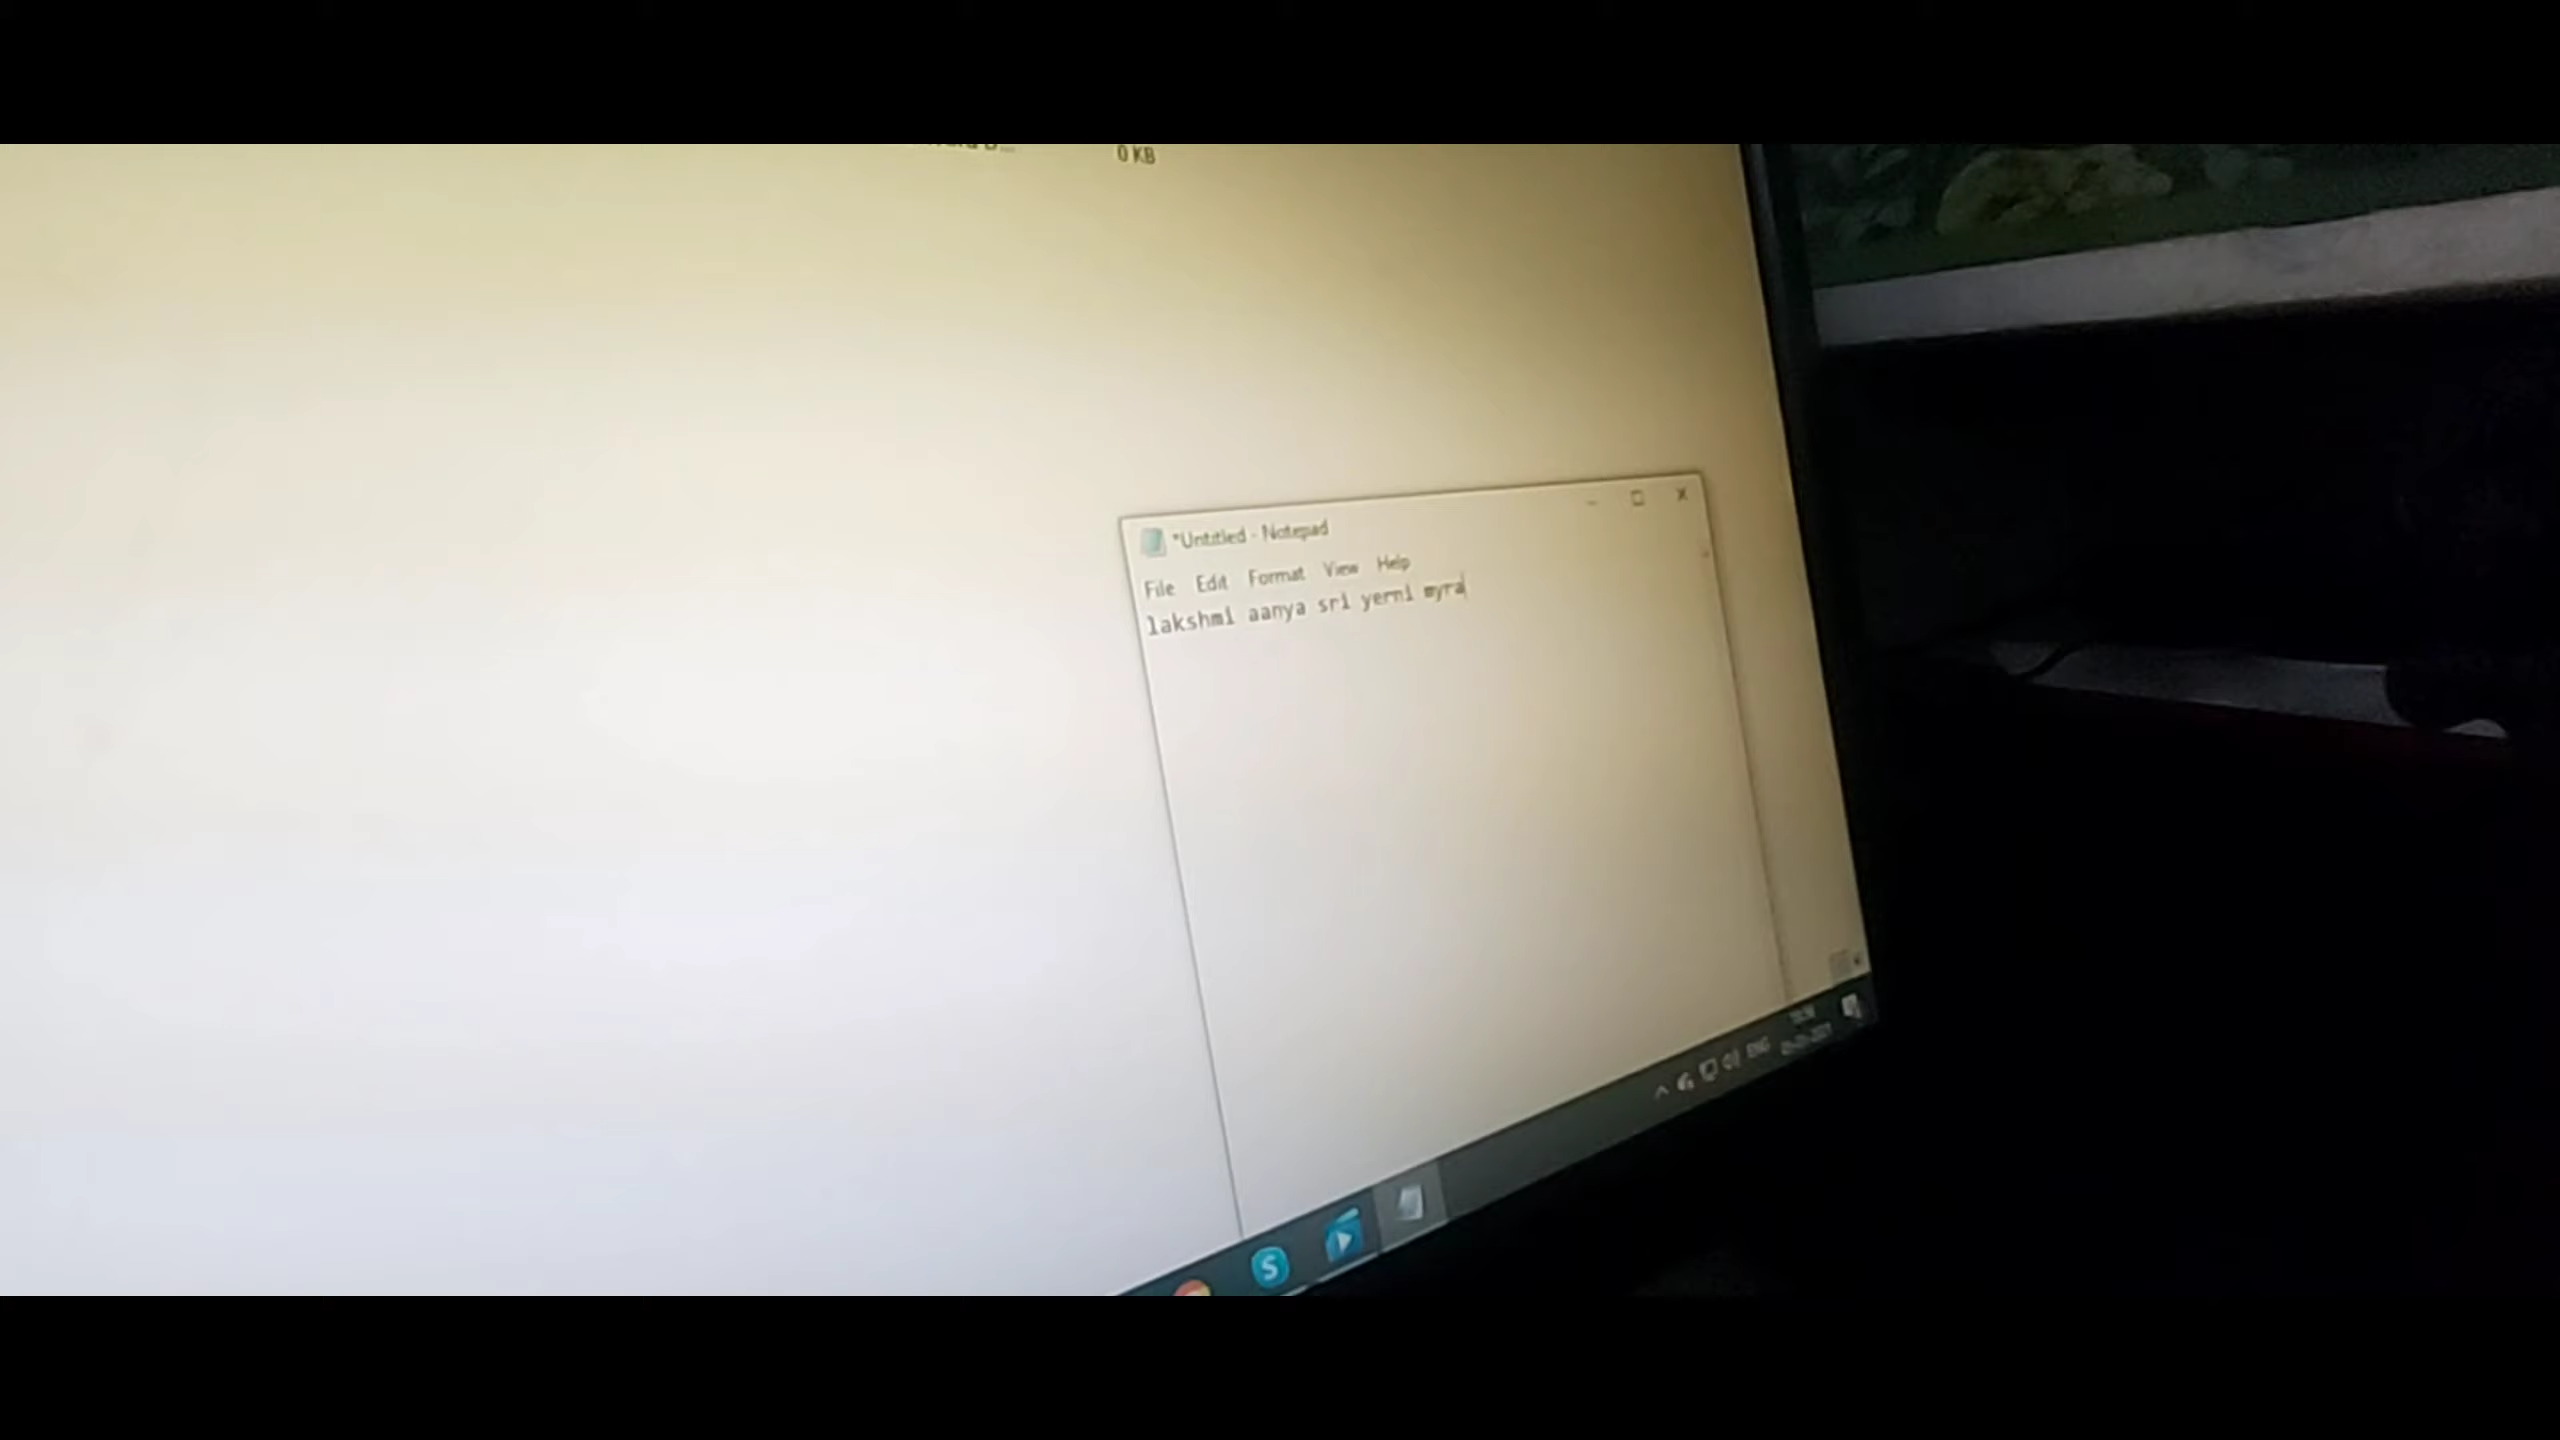 0 KB
*Untitled - Notepad
File Edit Format View Help
lakshmi aanya sri yerni myra
ENG
S